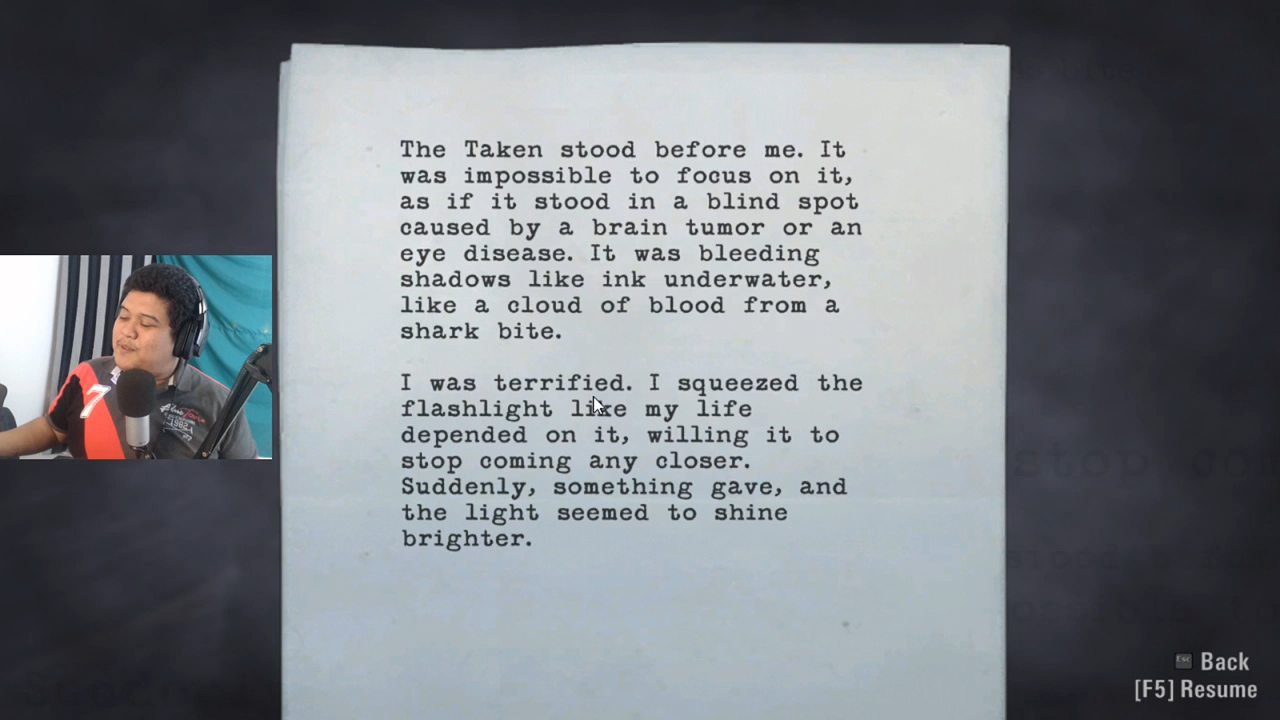 The Taken stood before me. It
was impossible to focus on it,
as if it stood in a blind spot
caused by a brain tumor or an
eye disease. It was bleeding
shadows like ink underwater,
like a cloud of blood from a
shark bite.
I was terrified. I squeezed the
flashlight like my life
depended on it, willing it to
stop coming any closer.
Suddenly, something gave, and
the light seemed to shine
brighter.
7
1982
Esc Back
[F5] Resume